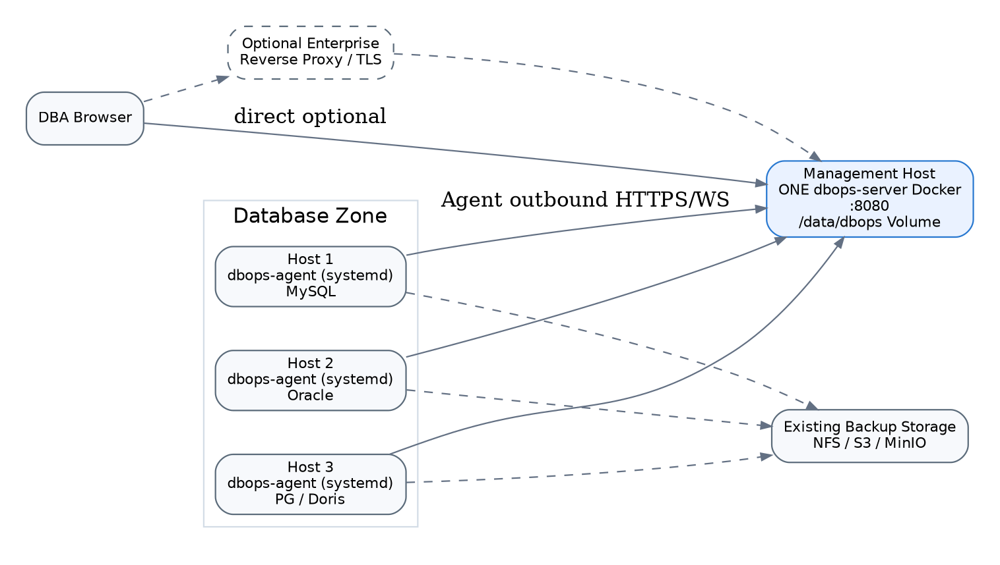 Optional Enterprise
Reverse Proxy / TLS
DBA Browser
direct optional
Management Host
ONE dbops-server Docker
:8080
/data/dbops Volume
Agent outbound HTTPS/WS
Database Zone
Host 1
dbops-agent (systemd)
MySQL
Host 2
dbops-agent (systemd)
Oracle
Existing Backup Storage
NFS / S3 / MinIO
Host 3
dbops-agent (systemd)
PG / Doris